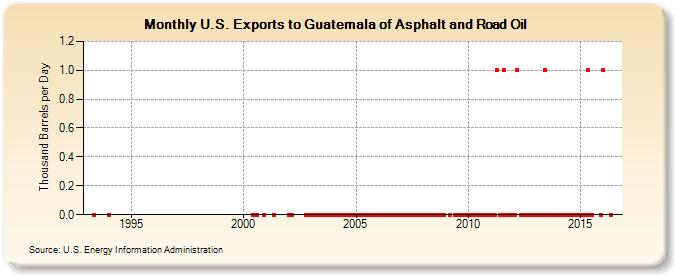 Monthly U.S. Exports to Guatemala of Asphalt and Road Oil
Thousand Barrels per Day
1.2
1.0
0.8
0.6
0.4
0.2
0.0
1995 2000 2005 2010 2015
Source: U.S. Energy Information Administration